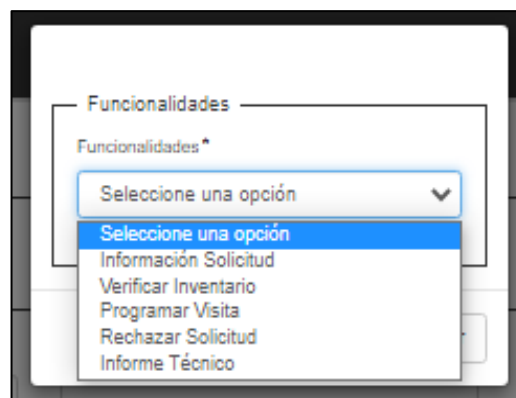 Funcionalidades
Funcionalidades*
Seleccione una opción
Seleccione una opción
Información Solicitud
Verificar Inventario
Programar Visita
Rechazar Solicitud
Informe Técnico